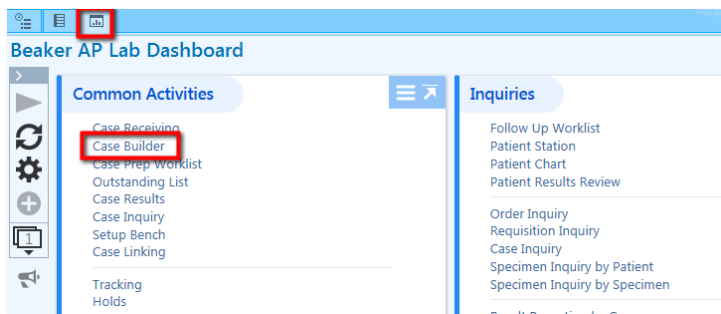 Beaker AP Lab Dashboard
Common Activities
Case Receiving
Case Builder
Case Prep Worklist
Outstanding List
Case Results
Case Inquiry
Setup Bench
Case Linking
Tracking
Holds
1
Inquiries
Follow Up Worklist
Patient Station
Patient Chart
Patient Results Review
Order Inquiry
Requisition Inquiry
Case Inquiry
Specimen Inquiry by Patient
Specimen Inquiry by Specimen